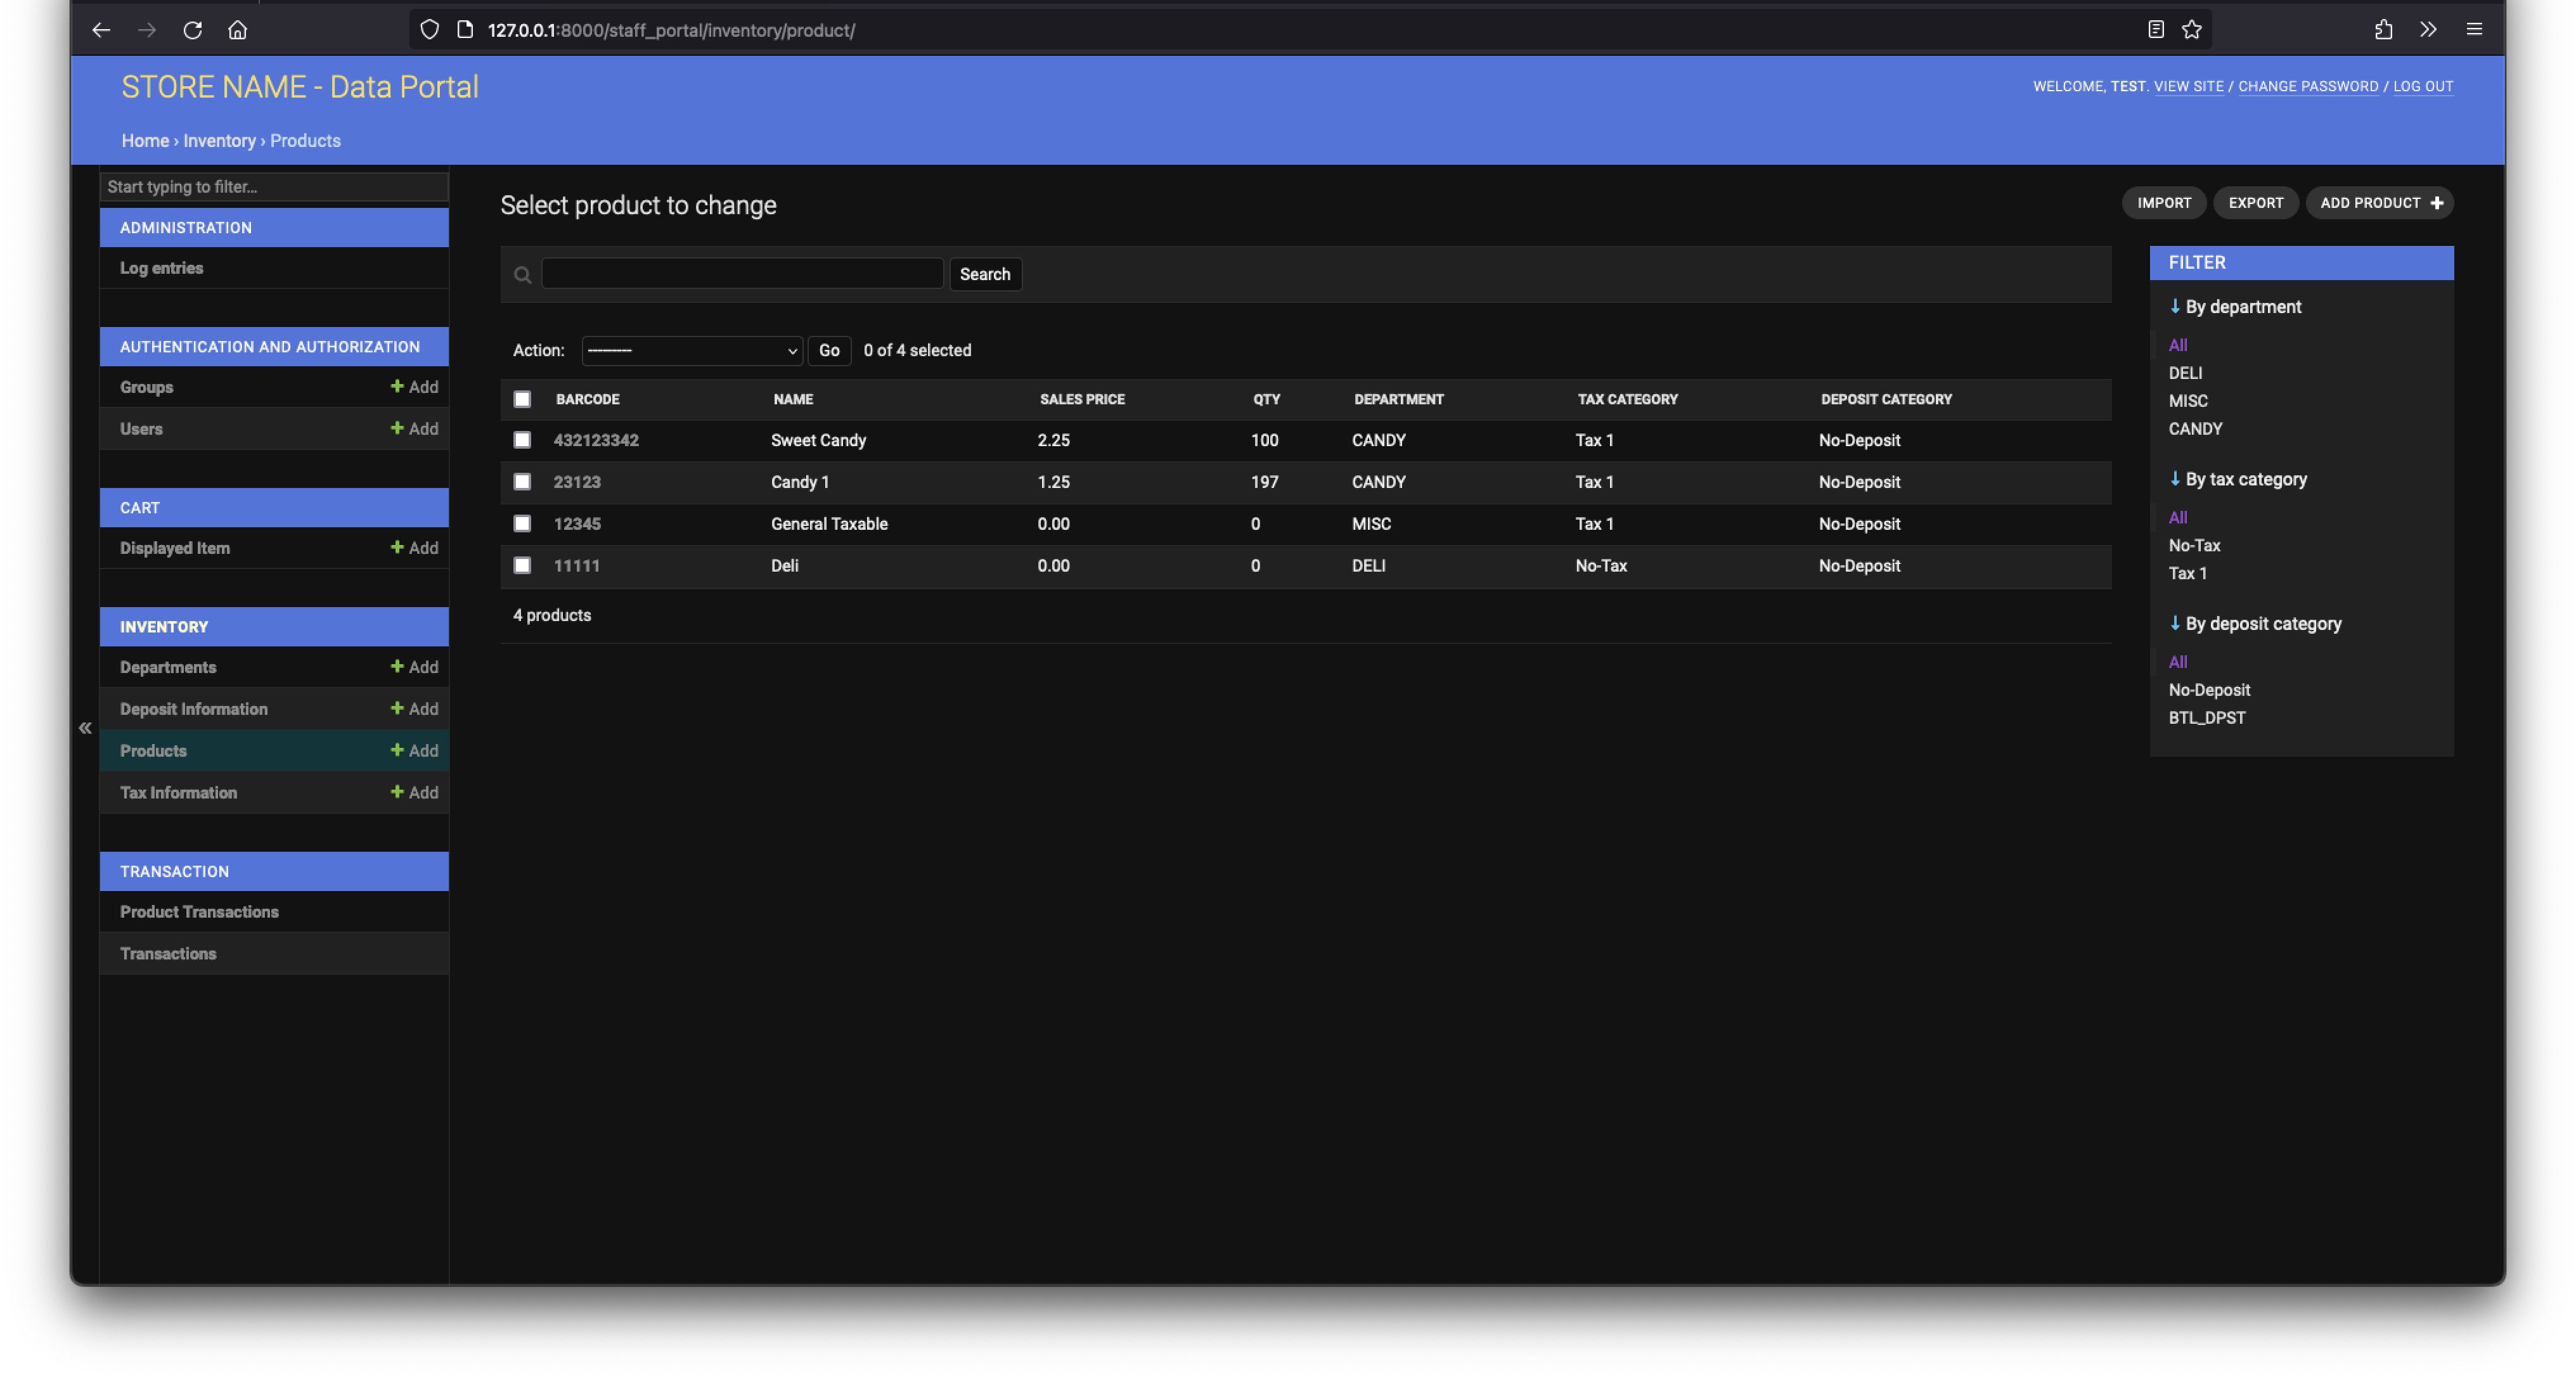 127.0.0.1:8000/staff_portal/inventory/product/
STORE NAME - Data Portal
WELCOME, TEST. VIEW SITE / CHANGE PASSWORD / LOG OUT
Home › Inventory › Products
Start typing to filter...
ADMINISTRATION
Log entries
AUTHENTICATION AND AUTHORIZATION
Groups + Add
Users + Add
CART
Displayed Item + Add
INVENTORY
Departments + Add
Deposit Information + Add
Products + Add
Tax Information + Add
TRANSACTION
Product Transactions
Transactions
«
Select product to change
IMPORT EXPORT ADD PRODUCT +
Search
Action: --------- Go 0 of 4 selected
BARCODE NAME SALES PRICE QTY DEPARTMENT TAX CATEGORY DEPOSIT CATEGORY
432123342 Sweet Candy 2.25 100 CANDY Tax 1 No-Deposit
23123 Candy 1 1.25 197 CANDY Tax 1 No-Deposit
12345 General Taxable 0.00 0 MISC Tax 1 No-Deposit
11111 Deli 0.00 0 DELI No-Tax No-Deposit
4 products
FILTER
↓ By department
All
DELI
MISC
CANDY
↓ By tax category
All
No-Tax
Tax 1
↓ By deposit category
All
No-Deposit
BTL_DPST